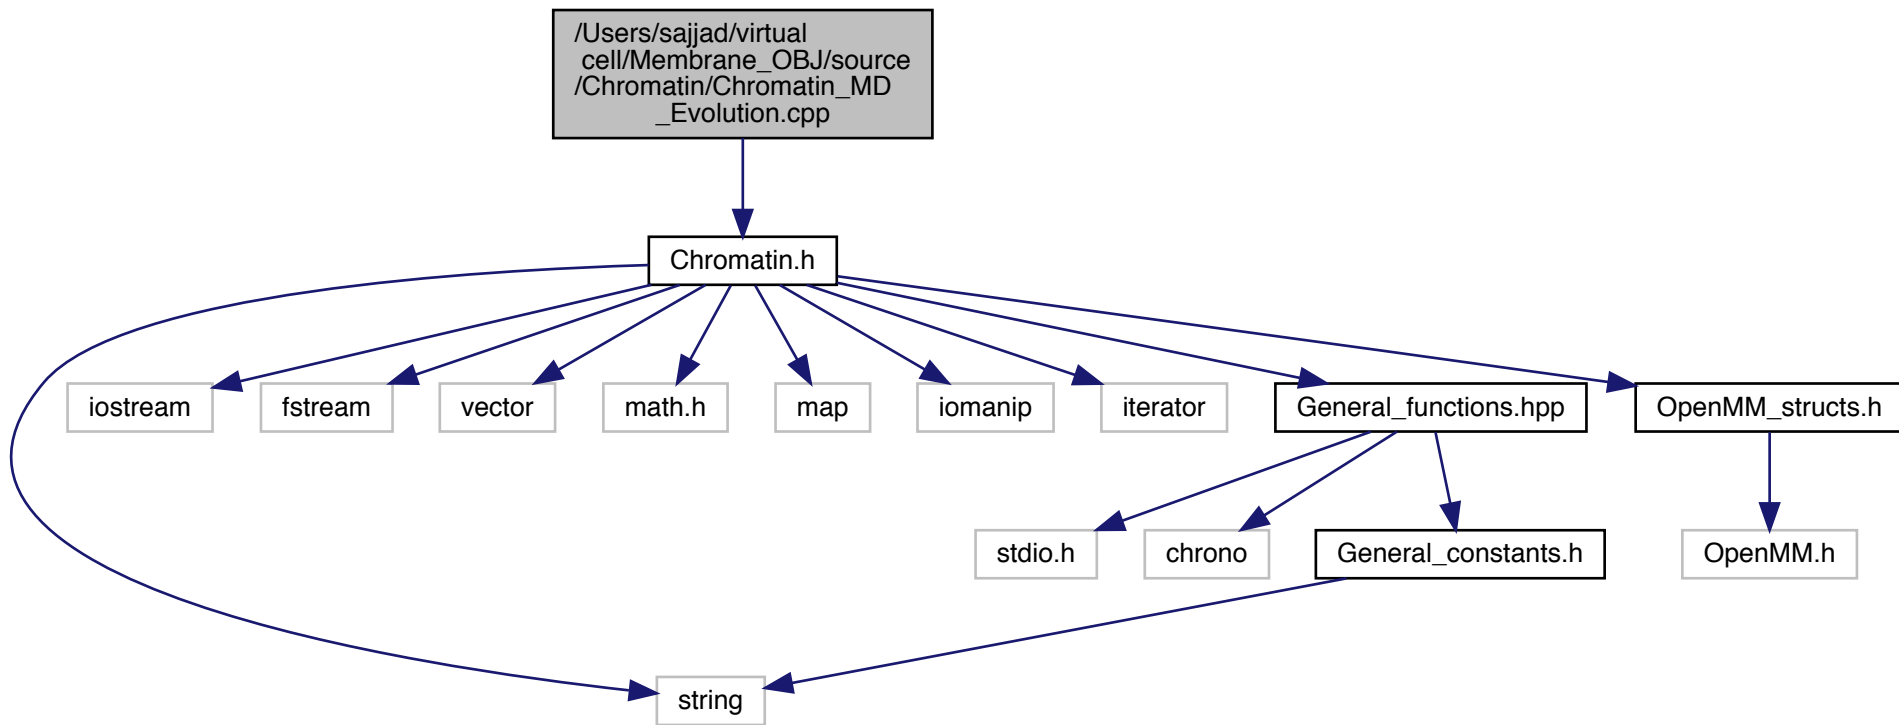 /Users/sajjad/virtual
cell/Membrane_OBJ/source
/Chromatin/Chromatin_MD
_Evolution.cpp
Chromatin.h
iostream
fstream
vector
math.h
map
iomanip
iterator
General_functions.hpp
OpenMM_structs.h
stdio.h
chrono
General_constants.h
OpenMM.h
string